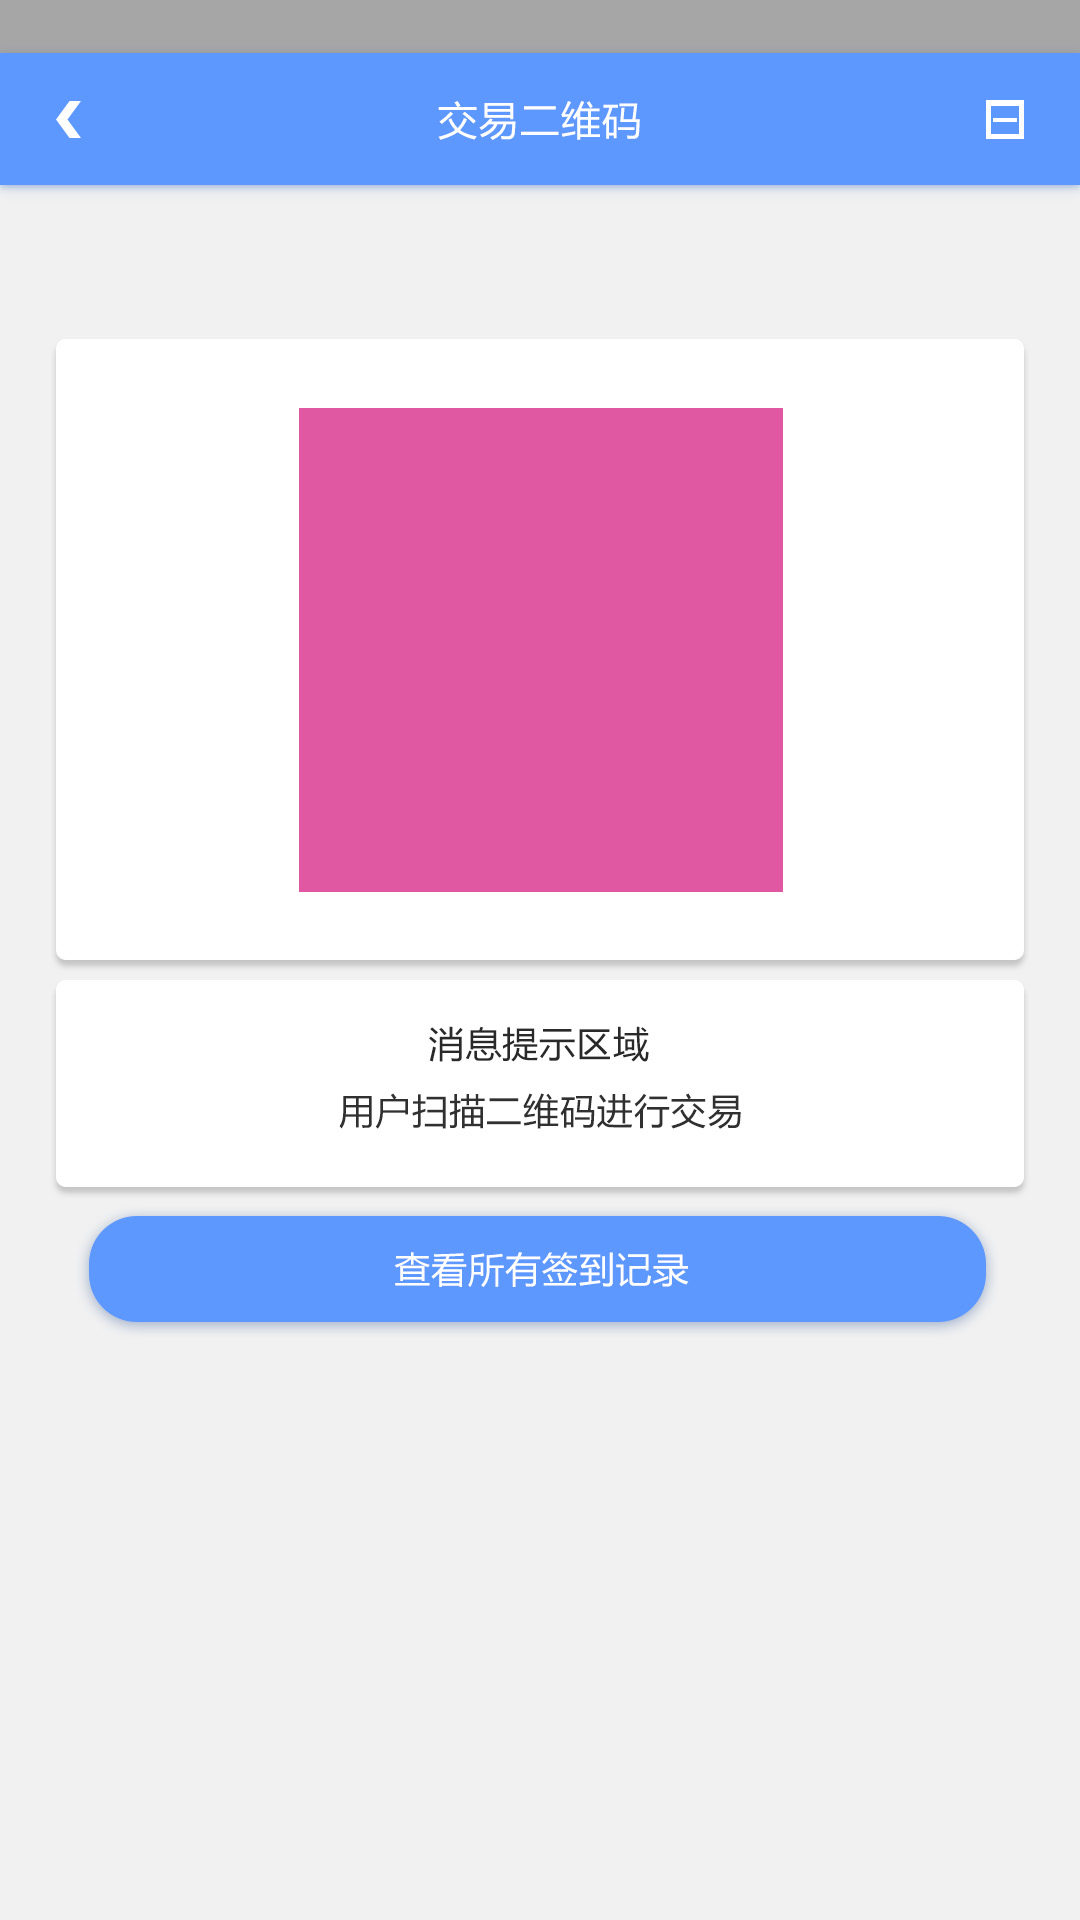 交易二维码
消息提示区域
用户扫描二维码进行交易
查看所有签到记录